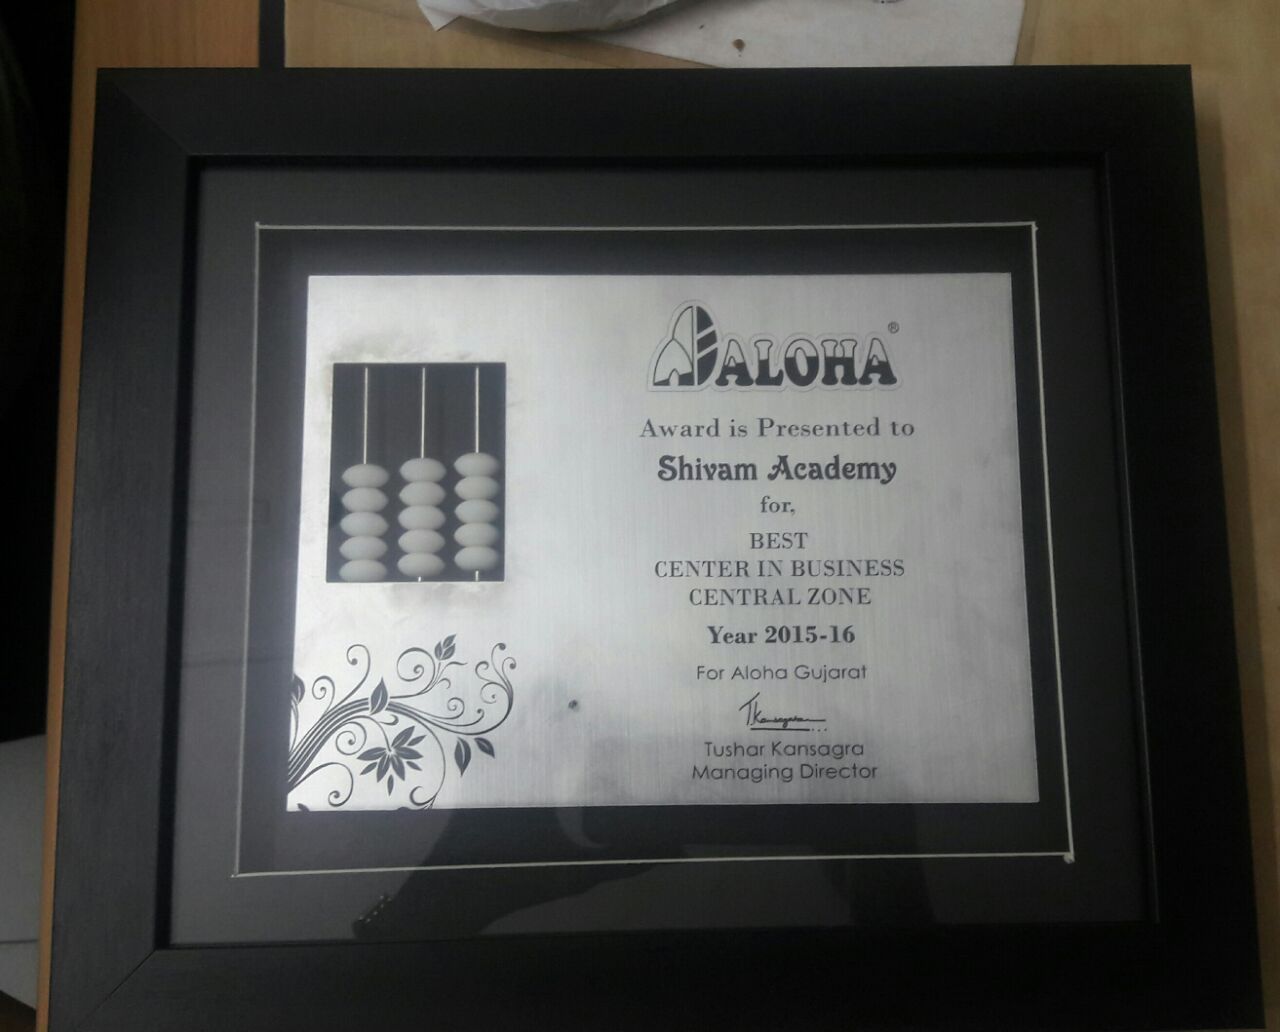 ALOHA®
Award is Presented to
Shivam Academy
for,
BEST
CENTER IN BUSINESS
CENTRAL ZONE
Year 2015-16
For Aloha Gujarat
T.Kansagara
Tushar Kansagra
Managing Director